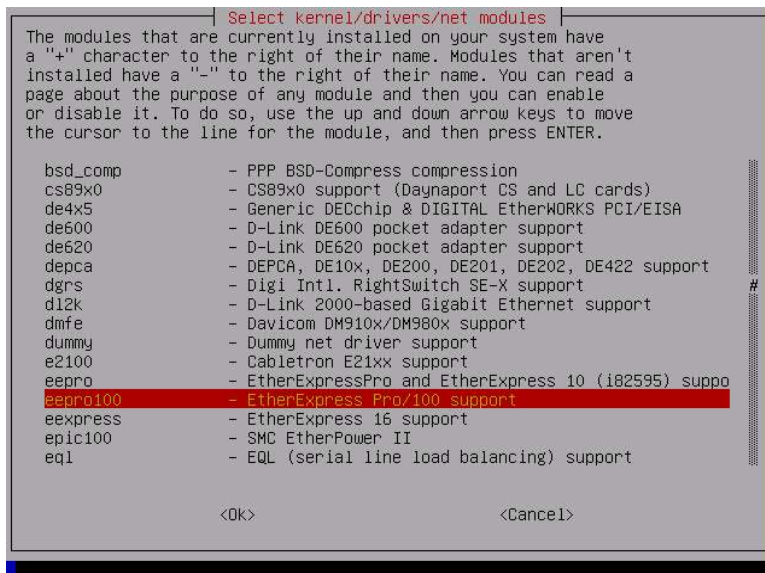 Select kernel/drivers/net modules
The modules that are currently installed on your system have
a "+" character to the right of their name. Modules that aren't
installed have a "-" to the right of their name. You can read a
page about the purpose of any module and then you can enable
or disable it. To do so, use the up and down arrow keys to move
the cursor to the line for the module, and then press ENTER.
bsd_comp - PPP BSD-Compress compression
cs89x0 - CS89x0 support (Daynaport CS and LC cards)
de4x5 - Generic DECchip & DIGITAL EtherWORKS PCI/EISA
de600 - D-Link DE600 pocket adapter support
de620 - D-Link DE620 pocket adapter support
depca - DEPCA, DE10x, DE200, DE201, DE202, DE422 support
dgrs - Digi Intl. RightSwitch SE-X support #
dl2k - D-Link 2000-based Gigabit Ethernet support
dmfe - Davicom DM910x/DM980x support
dummy - Dummy net driver support
e2100 - Cabletron E21xx support
eepro - EtherExpressPro and EtherExpress 10 (i82595) suppo
eepro100 - EtherExpress Pro/100 support
eexpress - EtherExpress 16 support
epic100 - SMC EtherPower II
eql - EQL (serial line load balancing) support
<Ok> <Cancel>